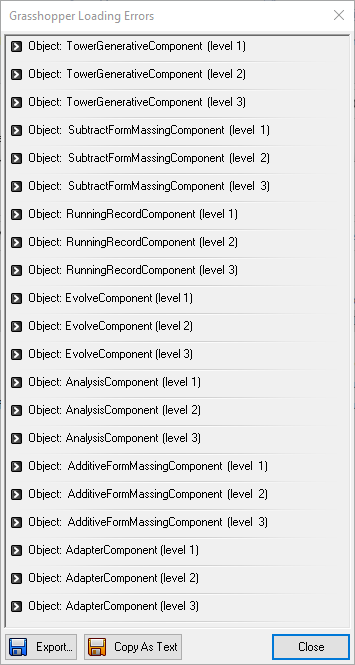 Grasshopper Loading Errors
Object: TowerGenerativeComponent (level 1)
Object: TowerGenerativeComponent (level 2)
Object: TowerGenerativeComponent (level 3)
Object: SubtractFormMassingComponent (level 1)
Object: SubtractFormMassingComponent (level 2)
Object: SubtractFormMassingComponent (level 3)
Object: RunningRecordComponent (level 1)
Object: RunningRecordComponent (level 2)
Object: RunningRecordComponent (level 3)
Object: EvolveComponent (level 1)
Object: EvolveComponent (level 2)
Object: EvolveComponent (level 3)
Object: AnalysisComponent (level 1)
Object: AnalysisComponent (level 2)
Object: AnalysisComponent (level 3)
Object: AdditiveFormMassingComponent (level 1)
Object: AdditiveFormMassingComponent (level 2)
Object: AdditiveFormMassingComponent (level 3)
Object: AdapterComponent (level 1)
Object: AdapterComponent (level 2)
Object: AdapterComponent (level 3)
Export... Copy As Text Close